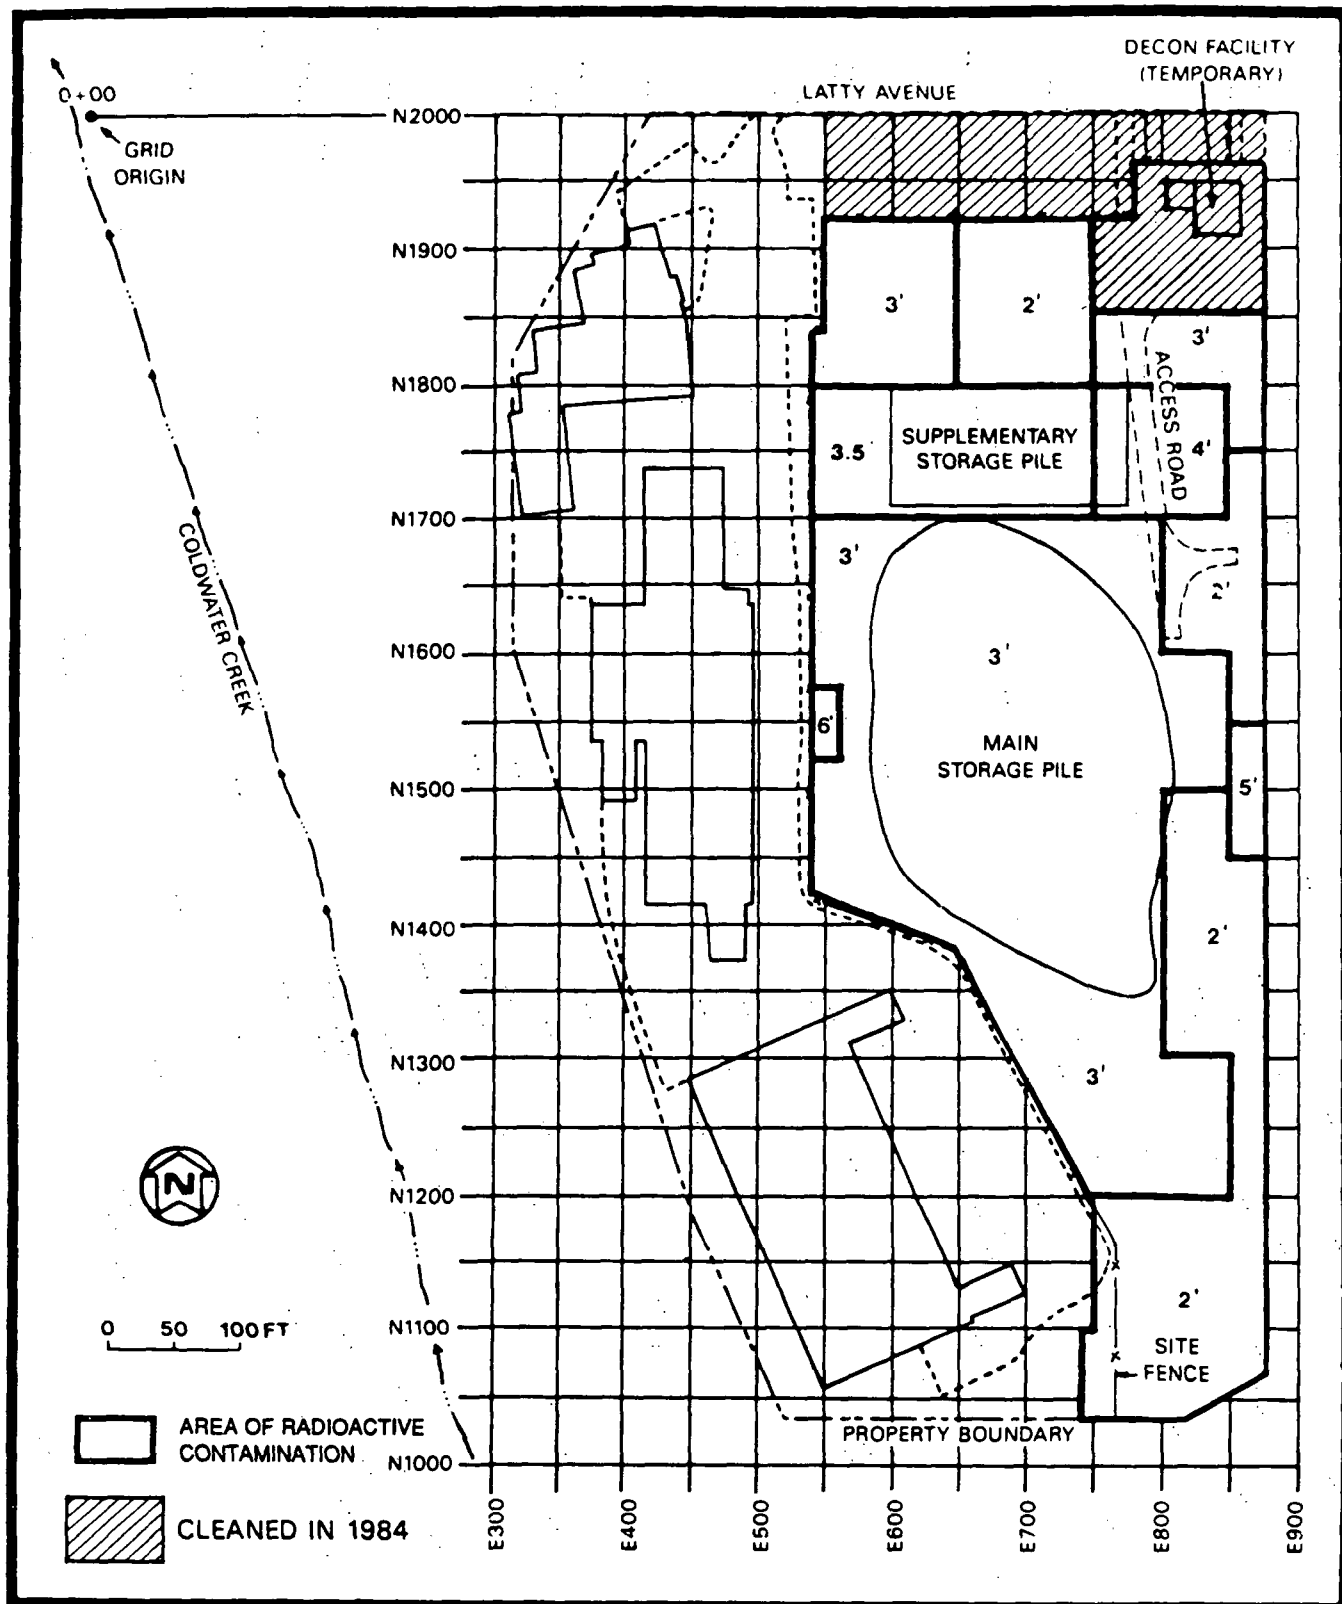 DECON FACILITY
(TEMPORARY)
LATTY AVENUE
0+00
GRID
ORIGIN
N2000
N1900
3'
2'
3'
ACCESS ROAD
N1800
3.5'
SUPPLEMENTARY
STORAGE PILE
4'
N1700
COLDWATER CREEK
3'
2'
N1600
3'
6'
MAIN
STORAGE PILE
N1500
5'
N1400
2'
N1300
3'
N
N1200
2'
0 50 100 FT
N1100
SITE
FENCE
AREA OF RADIOACTIVE
CONTAMINATION
PROPERTY BOUNDARY
N1000
CLEANED IN 1984
E300
E400
E500
E600
E700
E800
E900